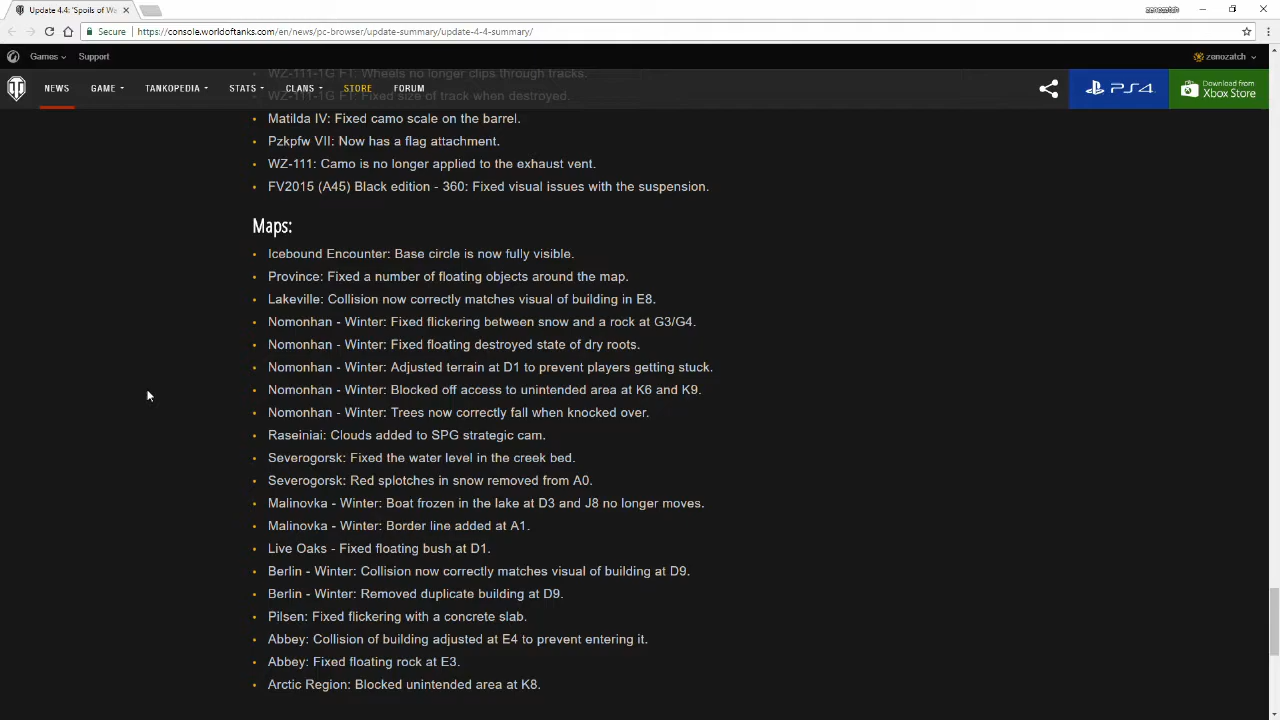 Update 4.4: 'Spoils of Wa
zenozatch
Secure
https://console.worldoftanks.com/en/news/pc-browser/update-summary/update-4-4-summary/
Games
Support
zenozatch
WZ-111-1G FT: Wheels no longer clips through tracks.
NEWS
GAME
TANKOPEDIA
STATS
CLANS
STORE
FORUM
PS4
Download from
Xbox Store
WZ-111-1G FT: Fixed size of track when destroyed.
Matilda IV: Fixed camo scale on the barrel.
Pzkpfw VII: Now has a flag attachment.
WZ-111: Camo is no longer applied to the exhaust vent.
FV2015 (A45) Black edition - 360: Fixed visual issues with the suspension.
Maps:
Icebound Encounter: Base circle is now fully visible.
Province: Fixed a number of floating objects around the map.
Lakeville: Collision now correctly matches visual of building in E8.
Nomonhan - Winter: Fixed flickering between snow and a rock at G3/G4.
Nomonhan - Winter: Fixed floating destroyed state of dry roots.
Nomonhan - Winter: Adjusted terrain at D1 to prevent players getting stuck.
Nomonhan - Winter: Blocked off access to unintended area at K6 and K9.
Nomonhan - Winter: Trees now correctly fall when knocked over.
Raseiniai: Clouds added to SPG strategic cam.
Severogorsk: Fixed the water level in the creek bed.
Severogorsk: Red splotches in snow removed from A0.
Malinovka - Winter: Boat frozen in the lake at D3 and J8 no longer moves.
Malinovka - Winter: Border line added at A1.
Live Oaks - Fixed floating bush at D1.
Berlin - Winter: Collision now correctly matches visual of building at D9.
Berlin - Winter: Removed duplicate building at D9.
Pilsen: Fixed flickering with a concrete slab.
Abbey: Collision of building adjusted at E4 to prevent entering it.
Abbey: Fixed floating rock at E3.
Arctic Region: Blocked unintended area at K8.